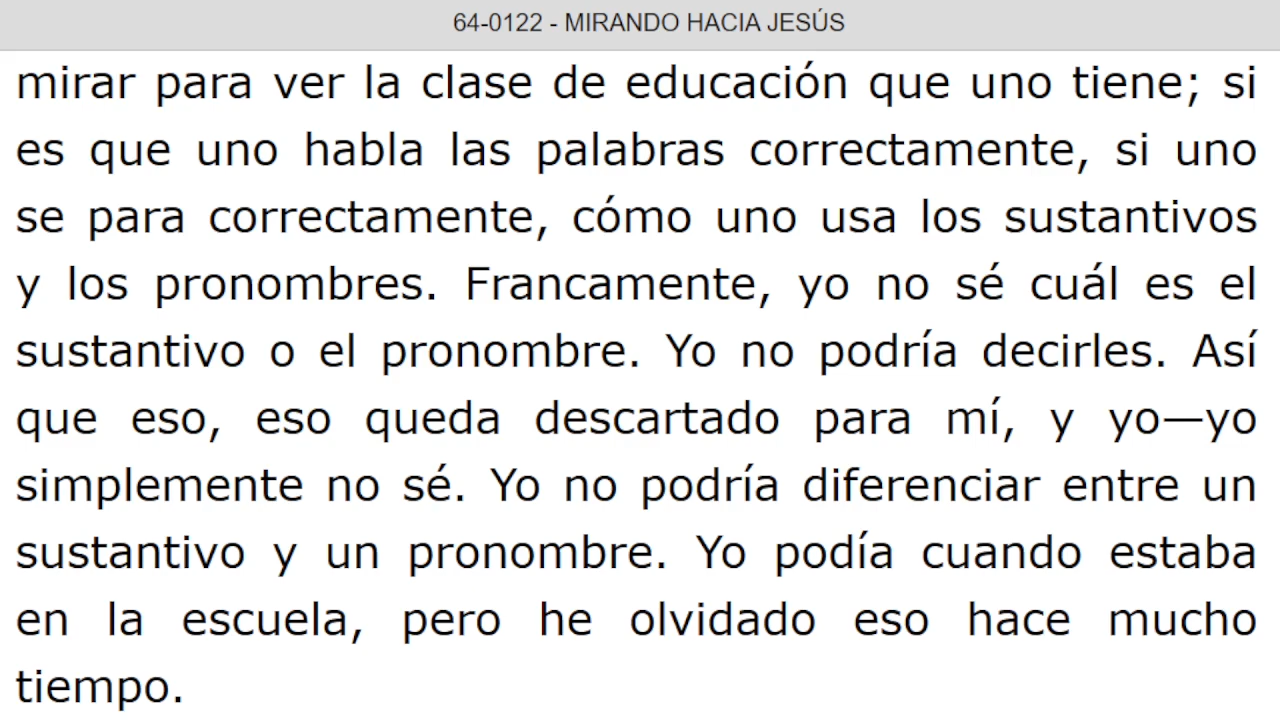 64-0122 - MIRANDO HACIA JESÚS
mirar para ver la clase de educación que uno tiene; si
es que uno habla las palabras correctamente, si uno
se para correctamente, cómo uno usa los sustantivos
y los pronombres. Francamente, yo no sé cuál es el
sustantivo o el pronombre. Yo no podría decirles. Así
que eso, eso queda descartado para mí, y yo—yo
simplemente no sé. Yo no podría diferenciar entre un
sustantivo y un pronombre. Yo podía cuando estaba
en la escuela, pero he olvidado eso hace mucho
tiempo.